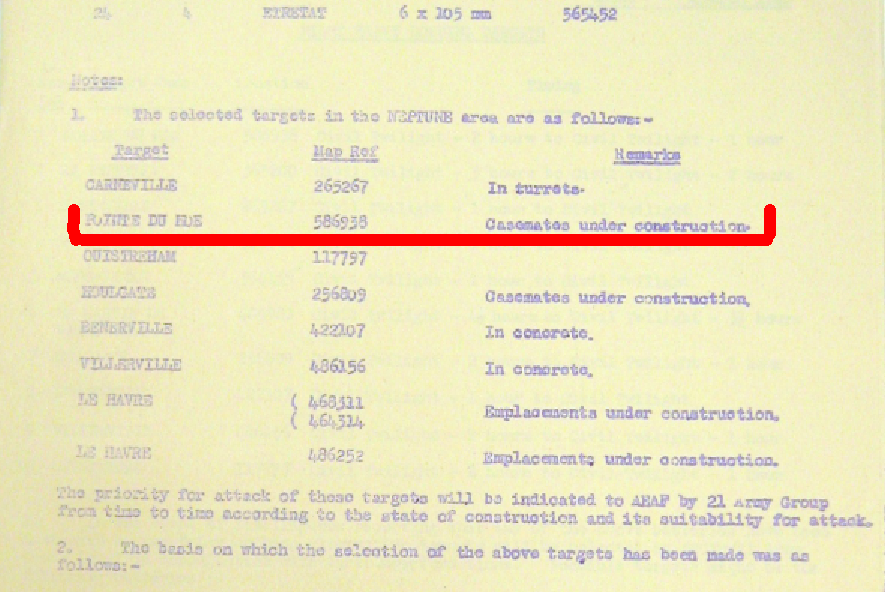 24 4 ETRETAT 6 x 105 mm 565452
Notes:
1. The selected targets in the NEPTUNE area are as follows:-
Target Map Ref Remarks
CARNEVILLE 265267 In turrets.
POINTE DU HOE 586938 Casemates under construction.
OUISTREHAM 117797
HOULGATE 256809 Casemates under construction.
BENERVILLE 422107 In concrete.
VILLERVILLE 486156 In concrete.
LE HAVRE ( 468311
( 464314 Emplacements under construction.
LE HAVRE 486252 Emplacements under construction.
The priority for attack of these targets will be indicated to AEAF by 21 Army Group
from time to time according to the state of construction and its suitability for attack.
2. The basis on which the selection of the above targets has been made was as
follows:-